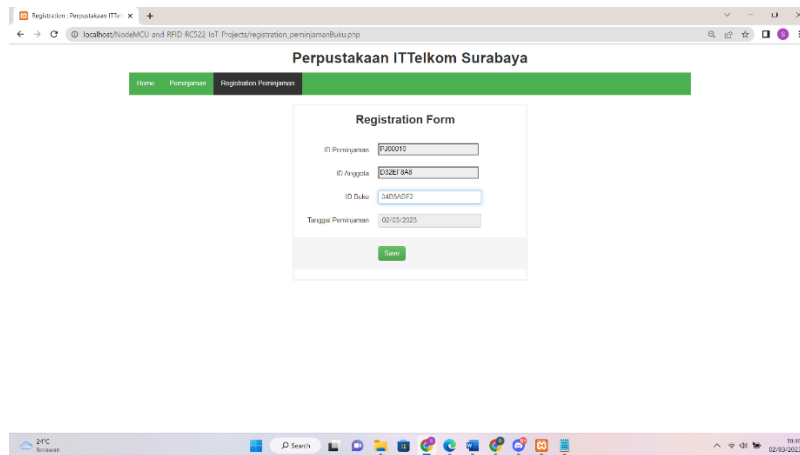 Registration : Perpustakaan ITTel
localhost/NodeMCU and RFID RC522 IoT Projects/registration_peminjamanBuku.php
Perpustakaan ITTelkom Surabaya
Home Peminjaman Registration Peminjaman
Registration Form
ID Peminjaman PJ00010
ID Anggota D32EF8A8
ID Buku
Tanggal Peminjaman 02/03/2023
Save
24°C
Berawan
Search
02/03/2023